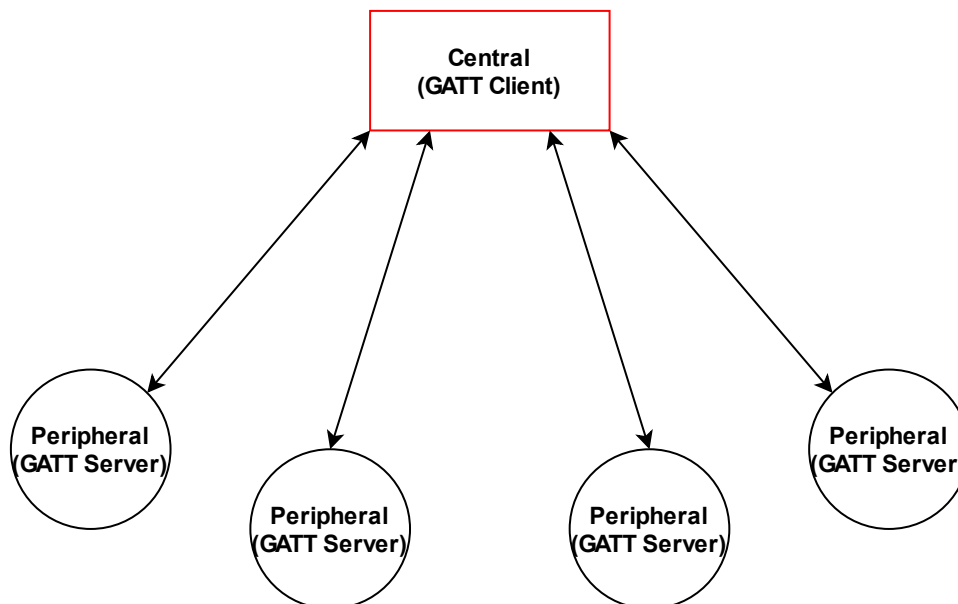 Central
(GATT Client)
Peripheral
(GATT Server)
Peripheral
(GATT Server)
Peripheral
(GATT Server)
Peripheral
(GATT Server